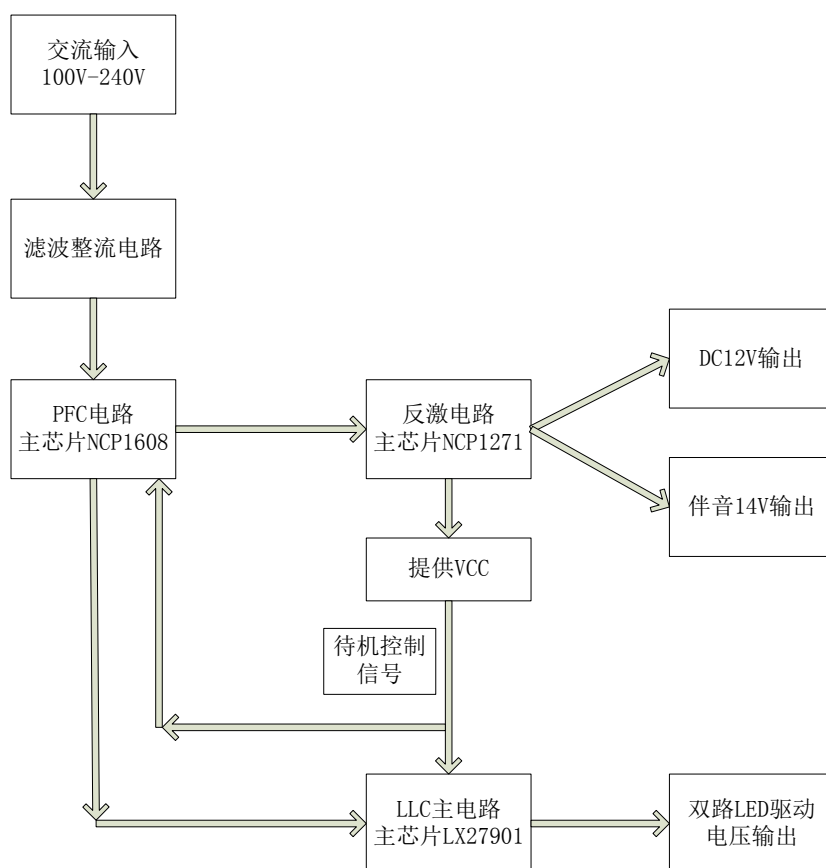 交流输入
100V-240V
滤波整流电路
DC12V输出
PFC电路
主芯片NCP1608
反激电路
主芯片NCP1271
伴音14V输出
提供VCC
待机控制
信号
LLC主电路
主芯片LX27901
双路LED驱动
电压输出